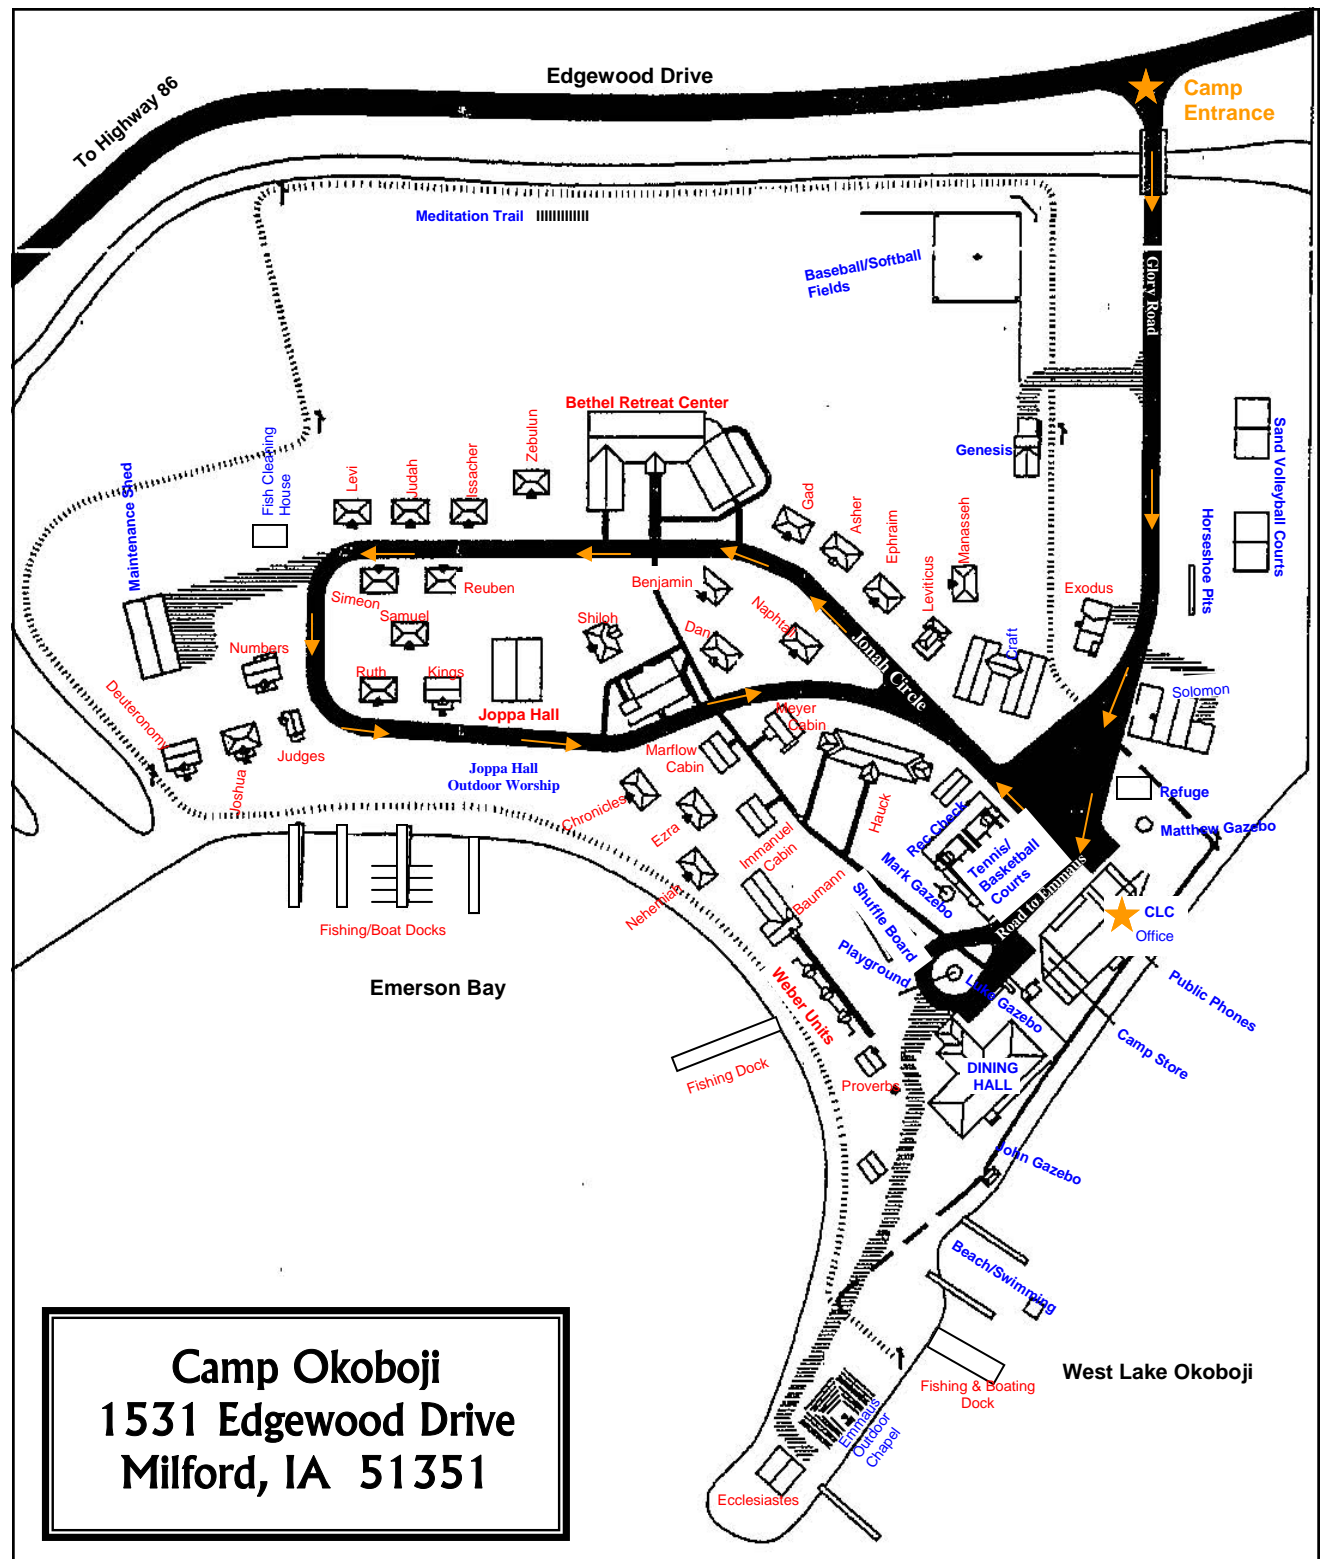 Edgewood Drive
To Highway 86
Camp
Entrance
Meditation Trail
Baseball/Softball
Fields
Glory Road
Bethel Retreat Center
Zebulun
Issacher
Judah
Levi
Fish Cleaning
House
Maintenance Shed
Genesis
Sand Volleyball Courts
Horseshoe Pits
Gad
Asher
Ephraim
Leviticus
Manasseh
Exodus
Simeon
Reuben
Samuel
Benjamin
Shiloh
Dan
Naphtali
Jonah Circle
Craft
Solomon
Numbers
Ruth
Kings
Joppa Hall
Deuteronomy
Joshua
Judges
Joppa Hall
Outdoor Worship
Meyer
Cabin
Marflow
Cabin
Chronicles
Ezra
Nehemiah
Immanuel
Cabin
Baumann
Hauck
Rec Check
Tennis/
Basketball
Courts
Mark Gazebo
Shuffle Board
Playground
Road to Emmaus
Refuge
Matthew Gazebo
CLC
Office
Public Phones
Camp Store
Luke Gazebo
DINING
HALL
Weber Units
Proverbs
Fishing/Boat Docks
Emerson Bay
Fishing Dock
John Gazebo
Beach/Swimming
West Lake Okoboji
Fishing & Boating
Dock
Emmaus
Outdoor
Chapel
Ecclesiastes
Camp Okoboji
1531 Edgewood Drive
Milford, IA 51351